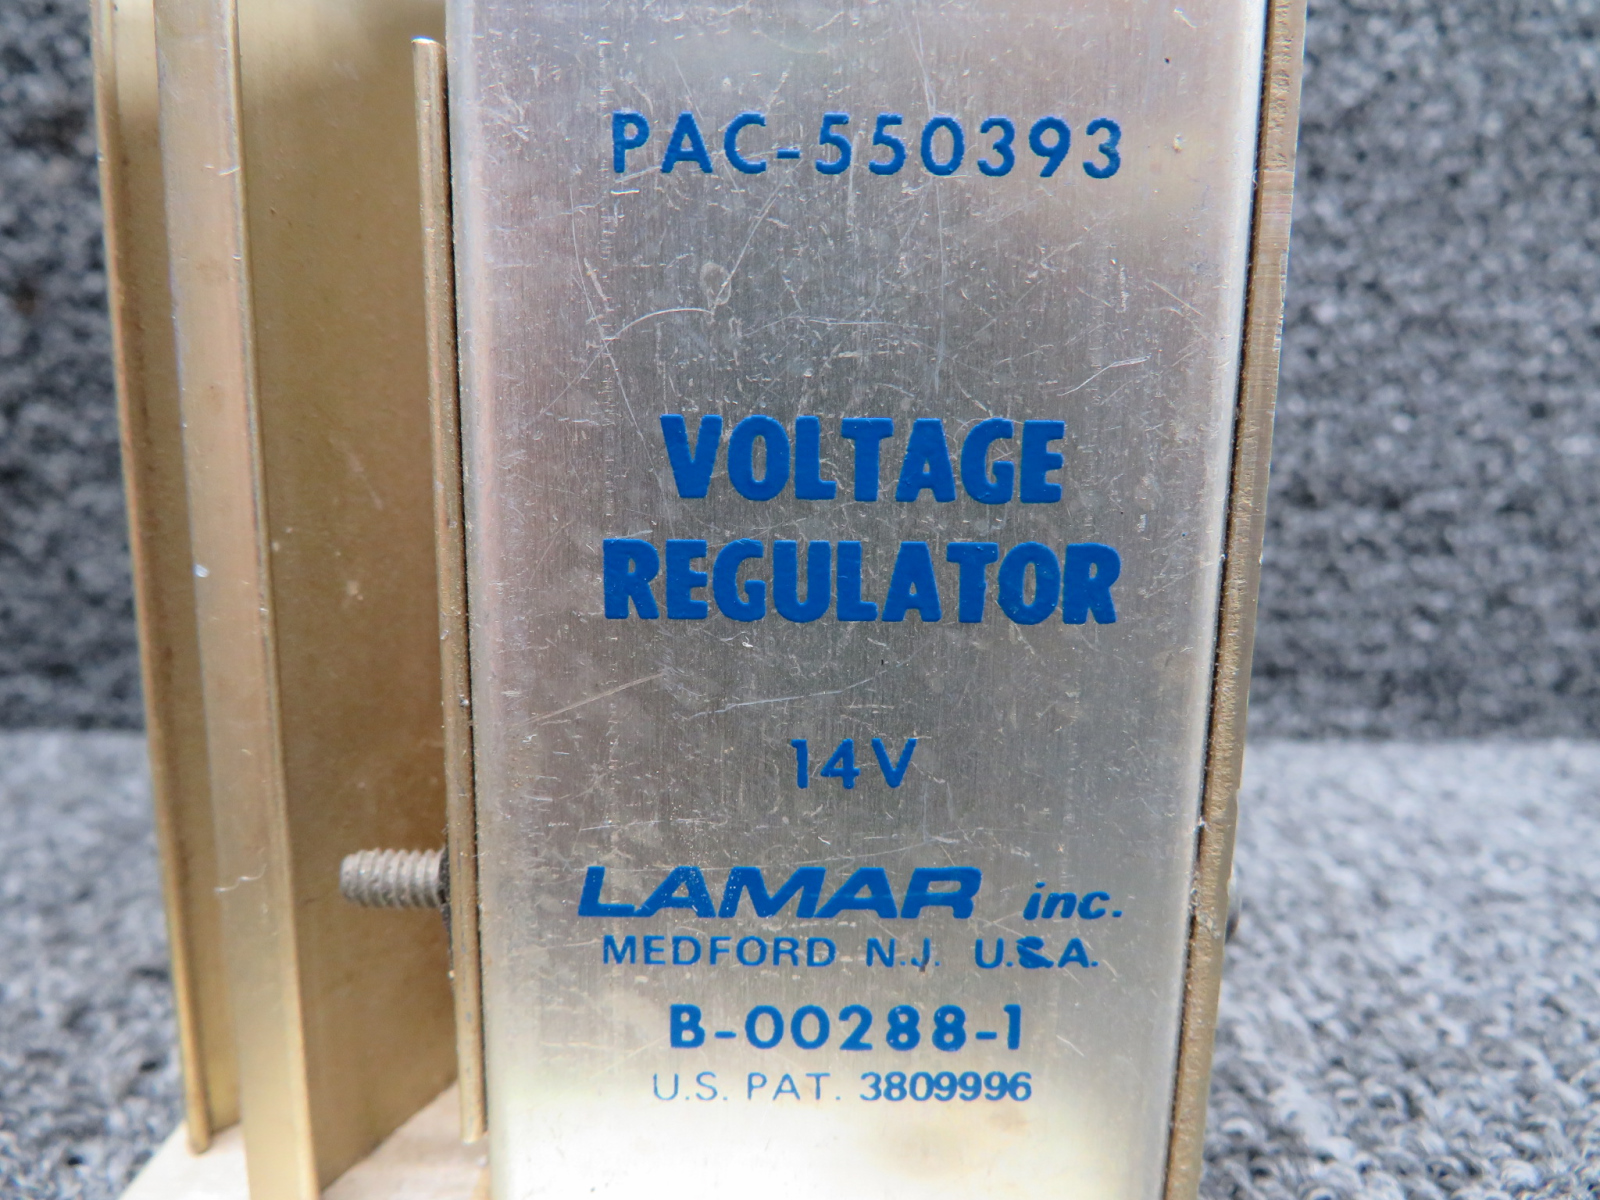 PAC-550393
VOLTAGE
REGULATOR
14V
LAMAR inc.
MEDFORD N.J. U.S.A.
B-00288-1
U.S. PAT. 3809996